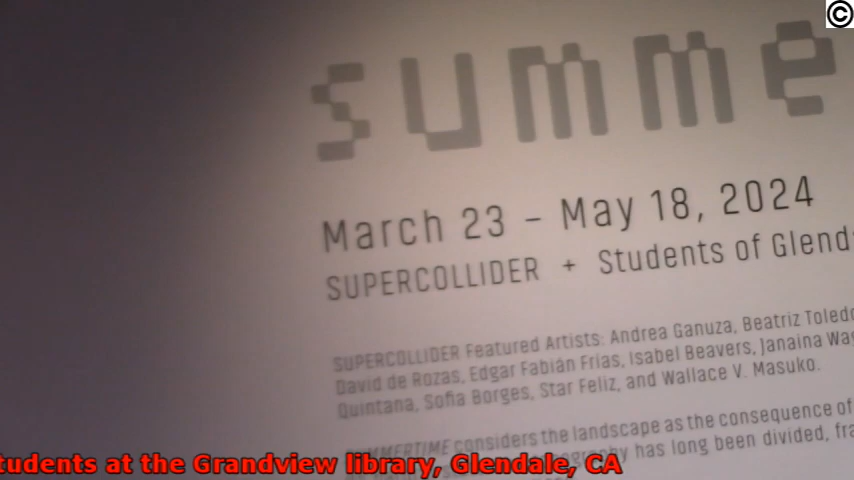 ©
summe
March 23 – May 18, 2024
SUPERCOLLIDER + Students of Glend
SUPERCOLLIDER Featured Artists: Andrea Ganuza, Beatriz Toledo
David de Rozas, Edgar Fabián Frías, Isabel Beavers, Janaina Wa
Quintana, Sofia Borges, Star Feliz, and Wallace V. Masuko.
SUMMERTIME considers the landscape as the consequence of
has long been divided, fra
tudents at the Grandview library, Glendale, CA